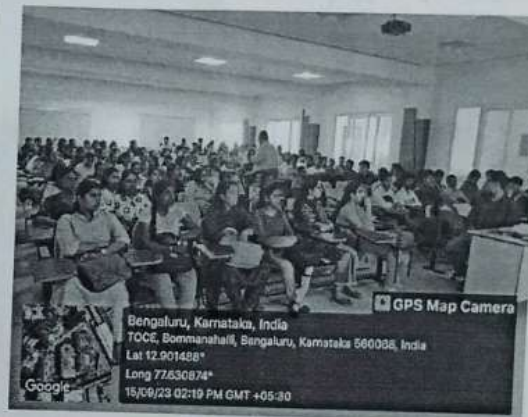 GPS Map Camera
Bengaluru, Karnataka, India
TOCE, Bommanahalli, Bengaluru, Karnataka 560068, India
Lat 12.901488°
Long 77.630874°
15/09/23 02:19 PM GMT +05:30
Google